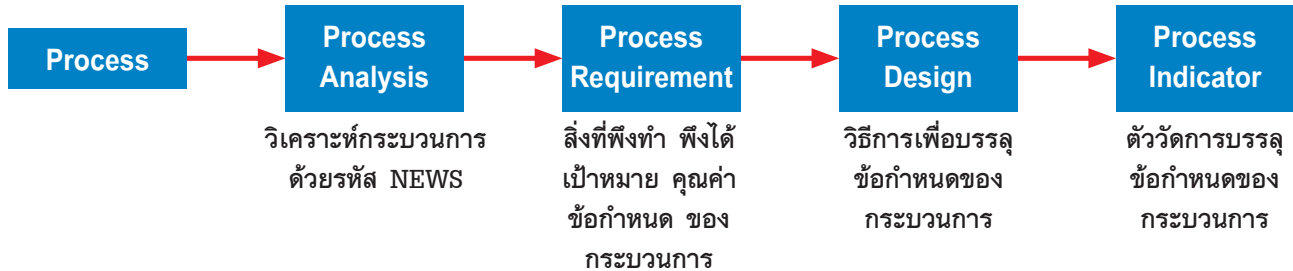 Process
Process
Analysis
วิเคราะห์กระบวนการ
ด้วยรหัส NEWS
Process
Requirement
สิ่งที่พึงทำ พึงได้
เป้าหมาย คุณค่า
ข้อกำหนด ของ
กระบวนการ
Process
Design
วิธีการเพื่อบรรลุ
ข้อกำหนดของ
กระบวนการ
Process
Indicator
ตัววัดการบรรลุ
ข้อกำหนดของ
กระบวนการ